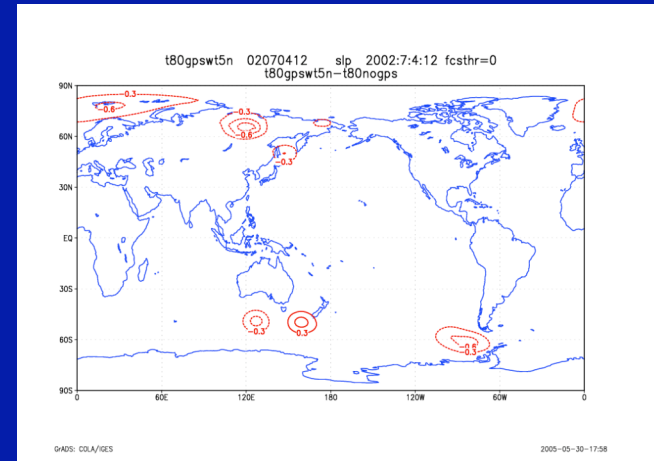 t80gpswt5n 02070412 slp 2002:7:4:12 fcsthr=0
t80gpswt5n-t80nogps
90N
60N
30N
EQ
30S
60S
90S
-0.3
-0.6
-0.3
-0.6
-0.3
-0.3
0.3
-0.6
-0.3
0 60E 120E 180 120W 60W 0
GrADS: COLA/IGES 2005-05-30-17:58